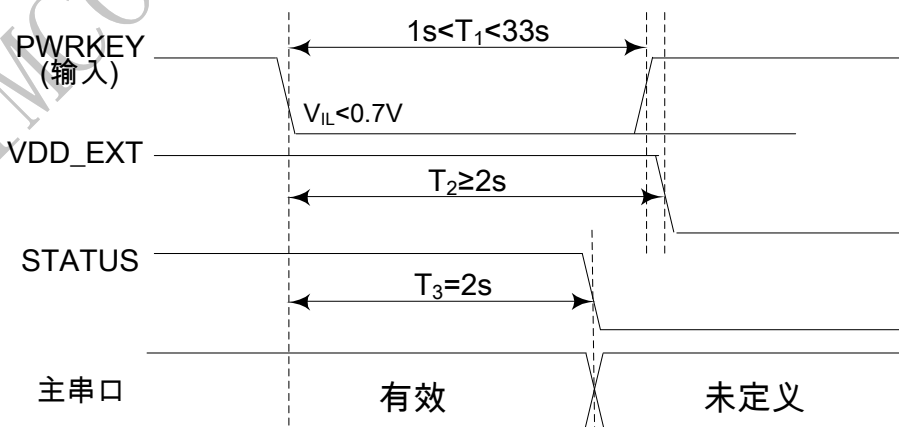 1s<T₁<33s
PWRKEY
(输入)
V_IL<0.7V
VDD_EXT
T₂≥2s
STATUS
T₃=2s
主串口
有效
未定义